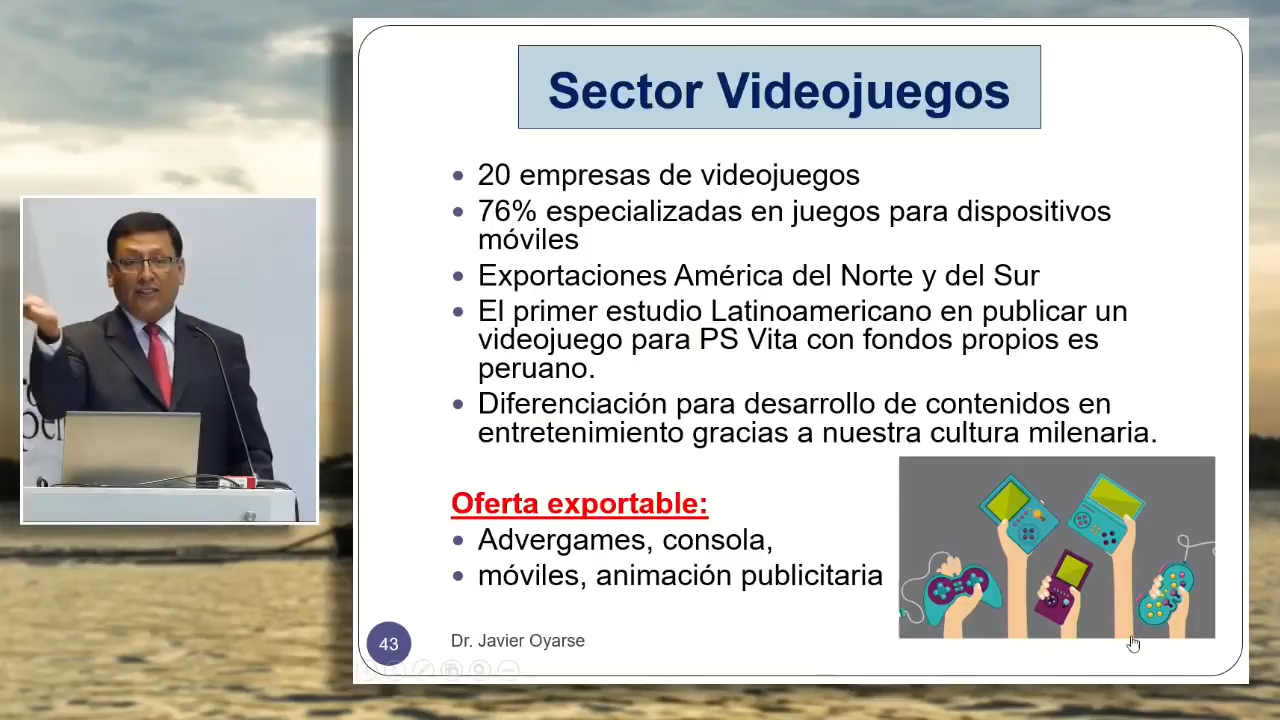 Sector Videojuegos
• 20 empresas de videojuegos
• 76% especializadas en juegos para dispositivos
móviles
• Exportaciones América del Norte y del Sur
• El primer estudio Latinoamericano en publicar un
videojuego para PS Vita con fondos propios es
peruano.
• Diferenciación para desarrollo de contenidos en
entretenimiento gracias a nuestra cultura milenaria.
Oferta exportable:
• Advergames, consola,
• móviles, animación publicitaria
43
Dr. Javier Oyarse